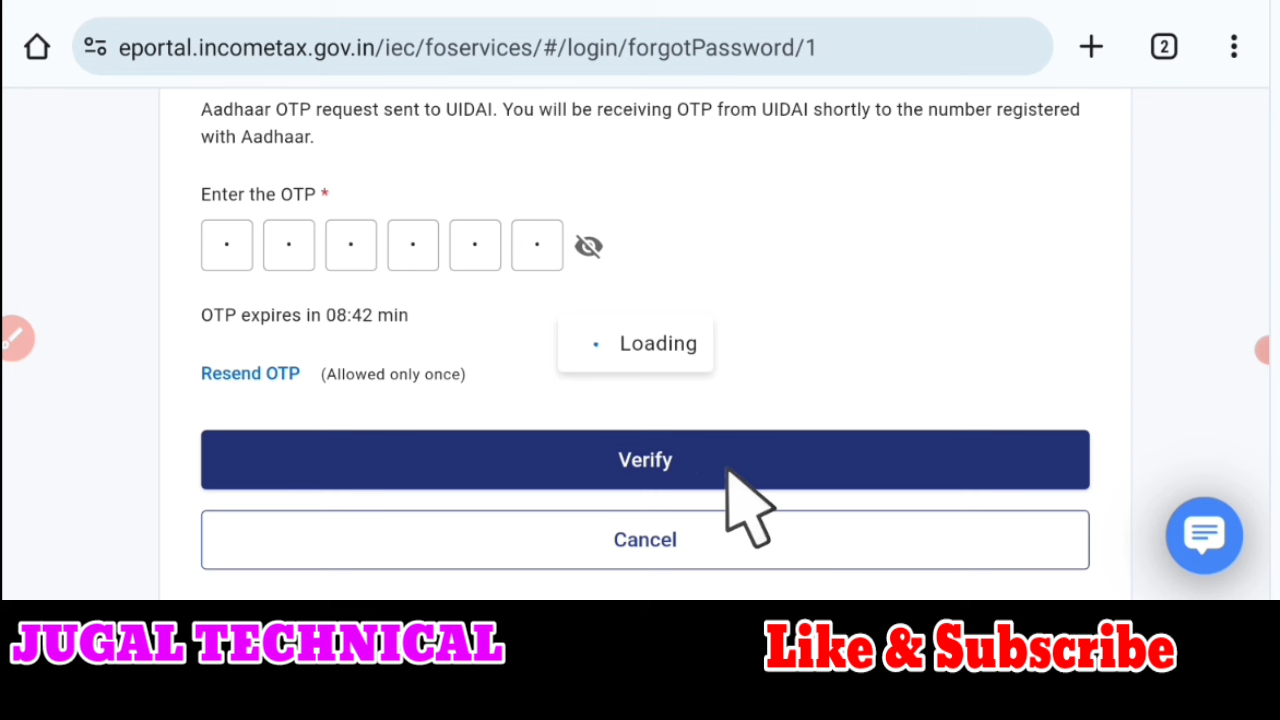 eportal.incometax.gov.in/iec/foservices/#/login/forgotPassword/1
2
Aadhaar OTP request sent to UIDAI. You will be receiving OTP from UIDAI shortly to the number registered
with Aadhaar.
Enter the OTP *
OTP expires in 08:42 min
Loading
Resend OTP (Allowed only once)
Verify
Cancel
JUGAL TECHNICAL
Like & Subscribe